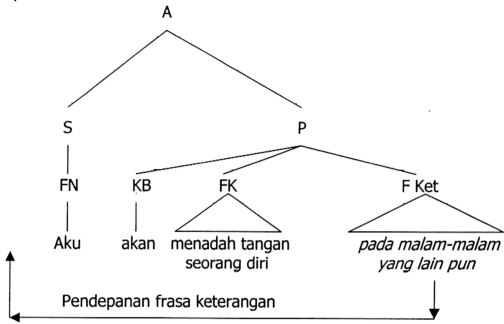 A
S P
FN KB FK F Ket
Aku akan menadah tangan pada malam-malam
seorang diri yang lain pun
Pendepanan frasa keterangan